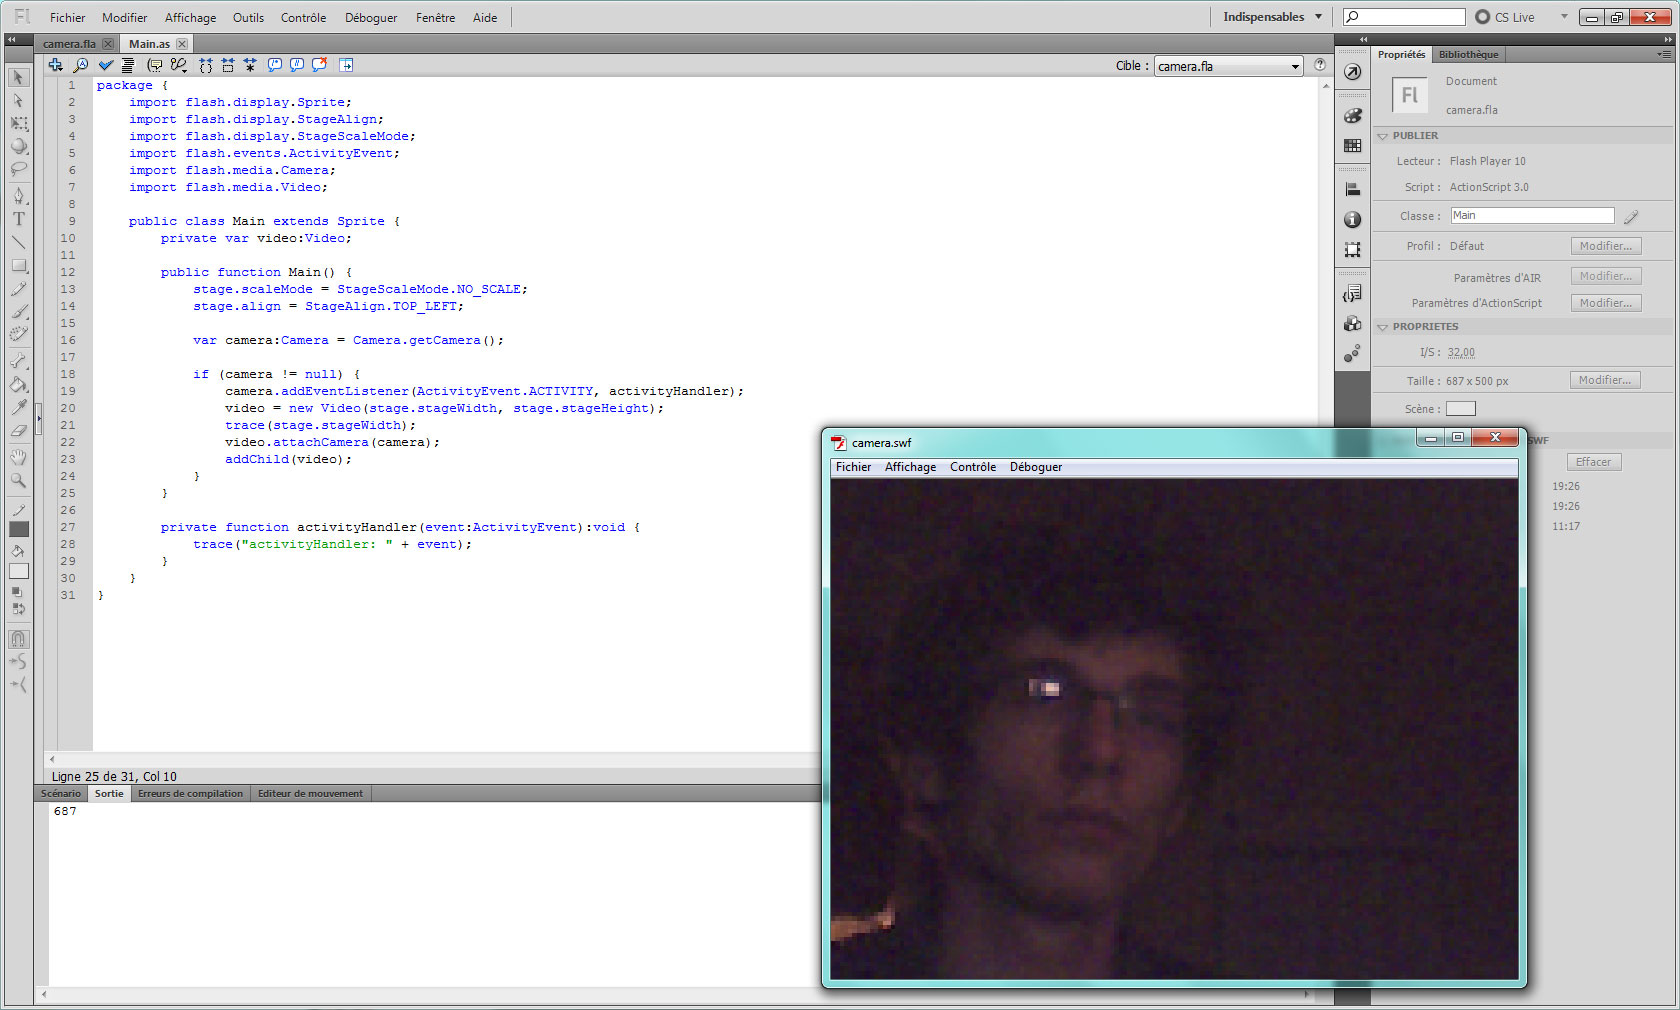 Fl Fichier Modifier Affichage Outils Contrôle Déboguer Fenêtre Aide Indispensables CS Live
camera.fla Main.as
Cible : camera.fla
1 package {
2 import flash.display.Sprite;
3 import flash.display.StageAlign;
4 import flash.display.StageScaleMode;
5 import flash.events.ActivityEvent;
6 import flash.media.Camera;
7 import flash.media.Video;
8
9 public class Main extends Sprite {
10 private var video:Video;
11
12 public function Main() {
13 stage.scaleMode = StageScaleMode.NO_SCALE;
14 stage.align = StageAlign.TOP_LEFT;
15
16 var camera:Camera = Camera.getCamera();
17
18 if (camera != null) {
19 camera.addEventListener(ActivityEvent.ACTIVITY, activityHandler);
20 video = new Video(stage.stageWidth, stage.stageHeight);
21 trace(stage.stageWidth);
22 video.attachCamera(camera);
23 addChild(video);
24 }
25 }
26
27 private function activityHandler(event:ActivityEvent):void {
28 trace("activityHandler: " + event);
29 }
30 }
31 }
Ligne 25 de 31, Col 10
Scénario Sortie Erreurs de compilation Editeur de mouvement
687
camera.swf
Fichier Affichage Contrôle Déboguer
Propriétés Bibliothèque
Fl Document
camera.fla
PUBLIER
Lecteur : Flash Player 10
Script : ActionScript 3.0
Classe : Main
Profil : Défaut Modifier...
Paramètres d'AIR Modifier...
Paramètres d'ActionScript Modifier...
PROPRIETES
I/S : 32,00
Taille : 687 x 500 px Modifier...
Scène :
SWF
Effacer
19:26
19:26
11:17